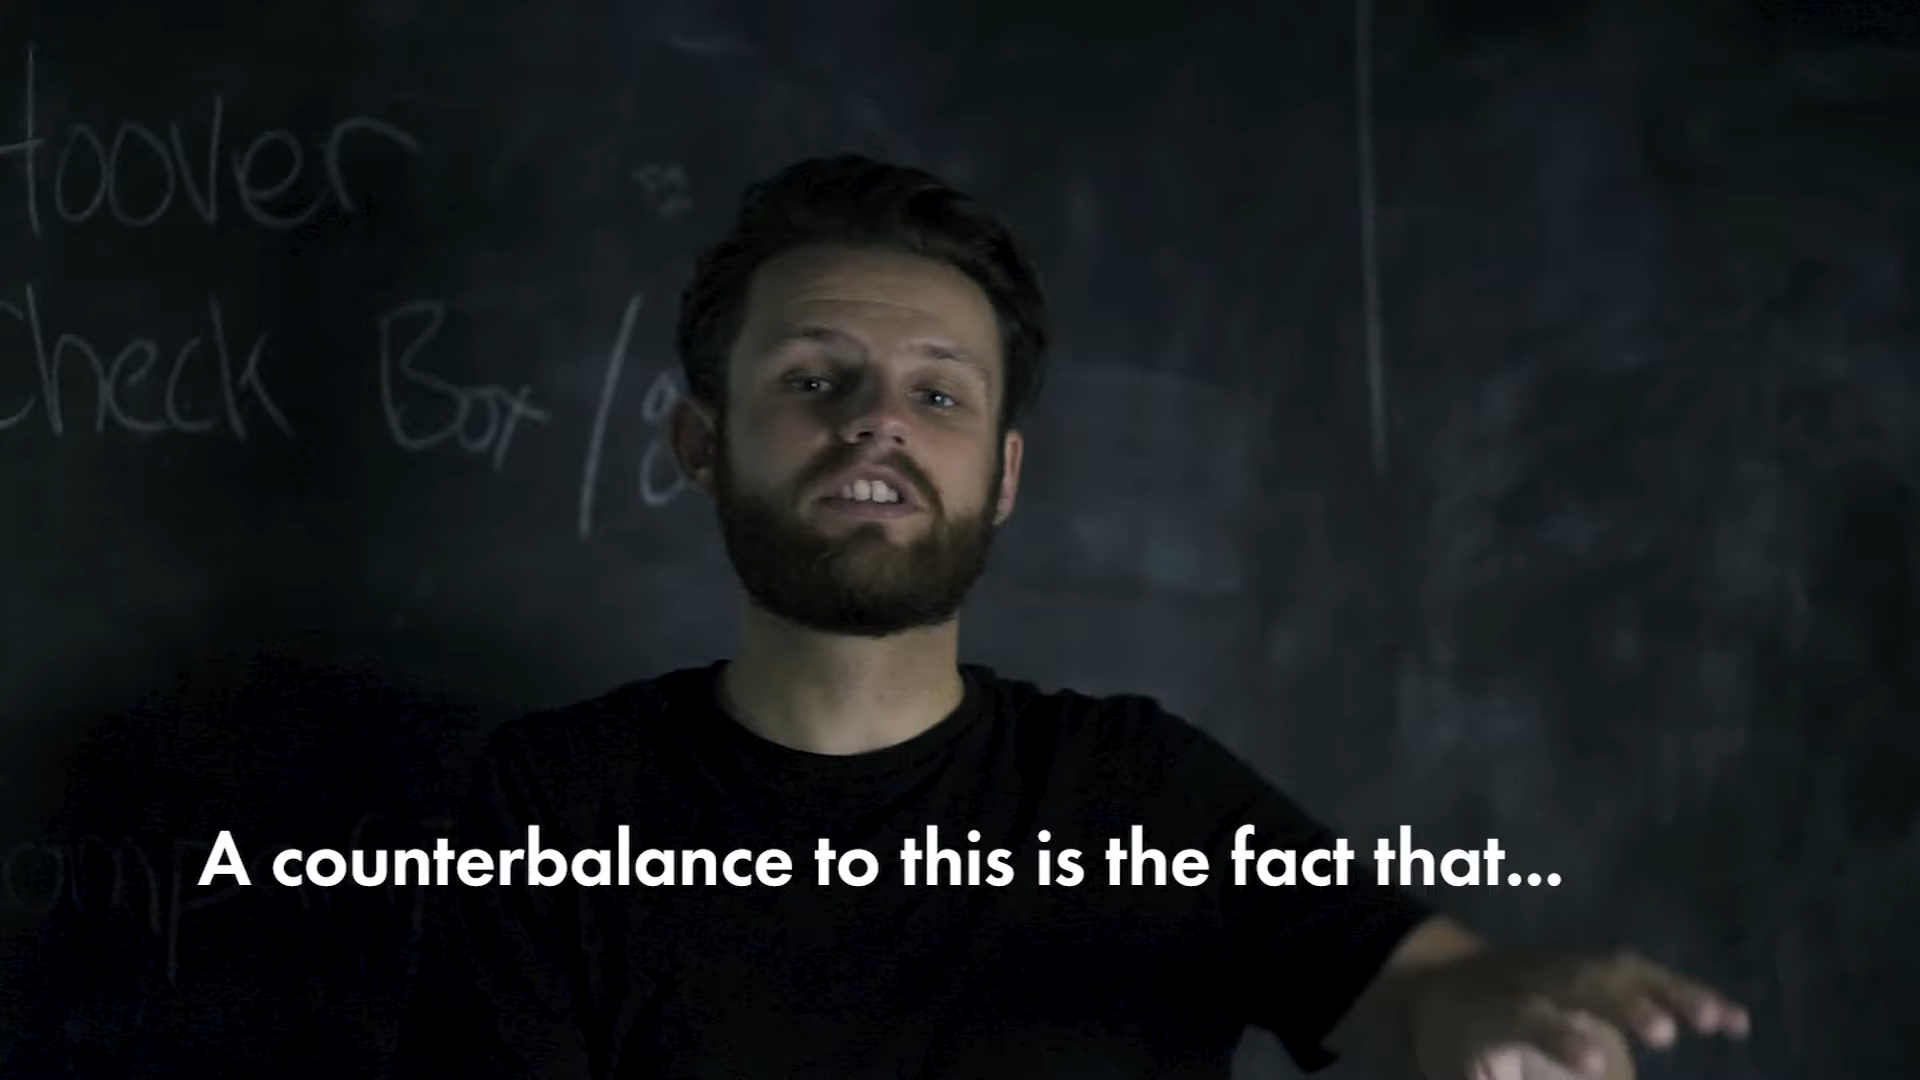 Hoover
Check Box /
A counterbalance to this is the fact that...